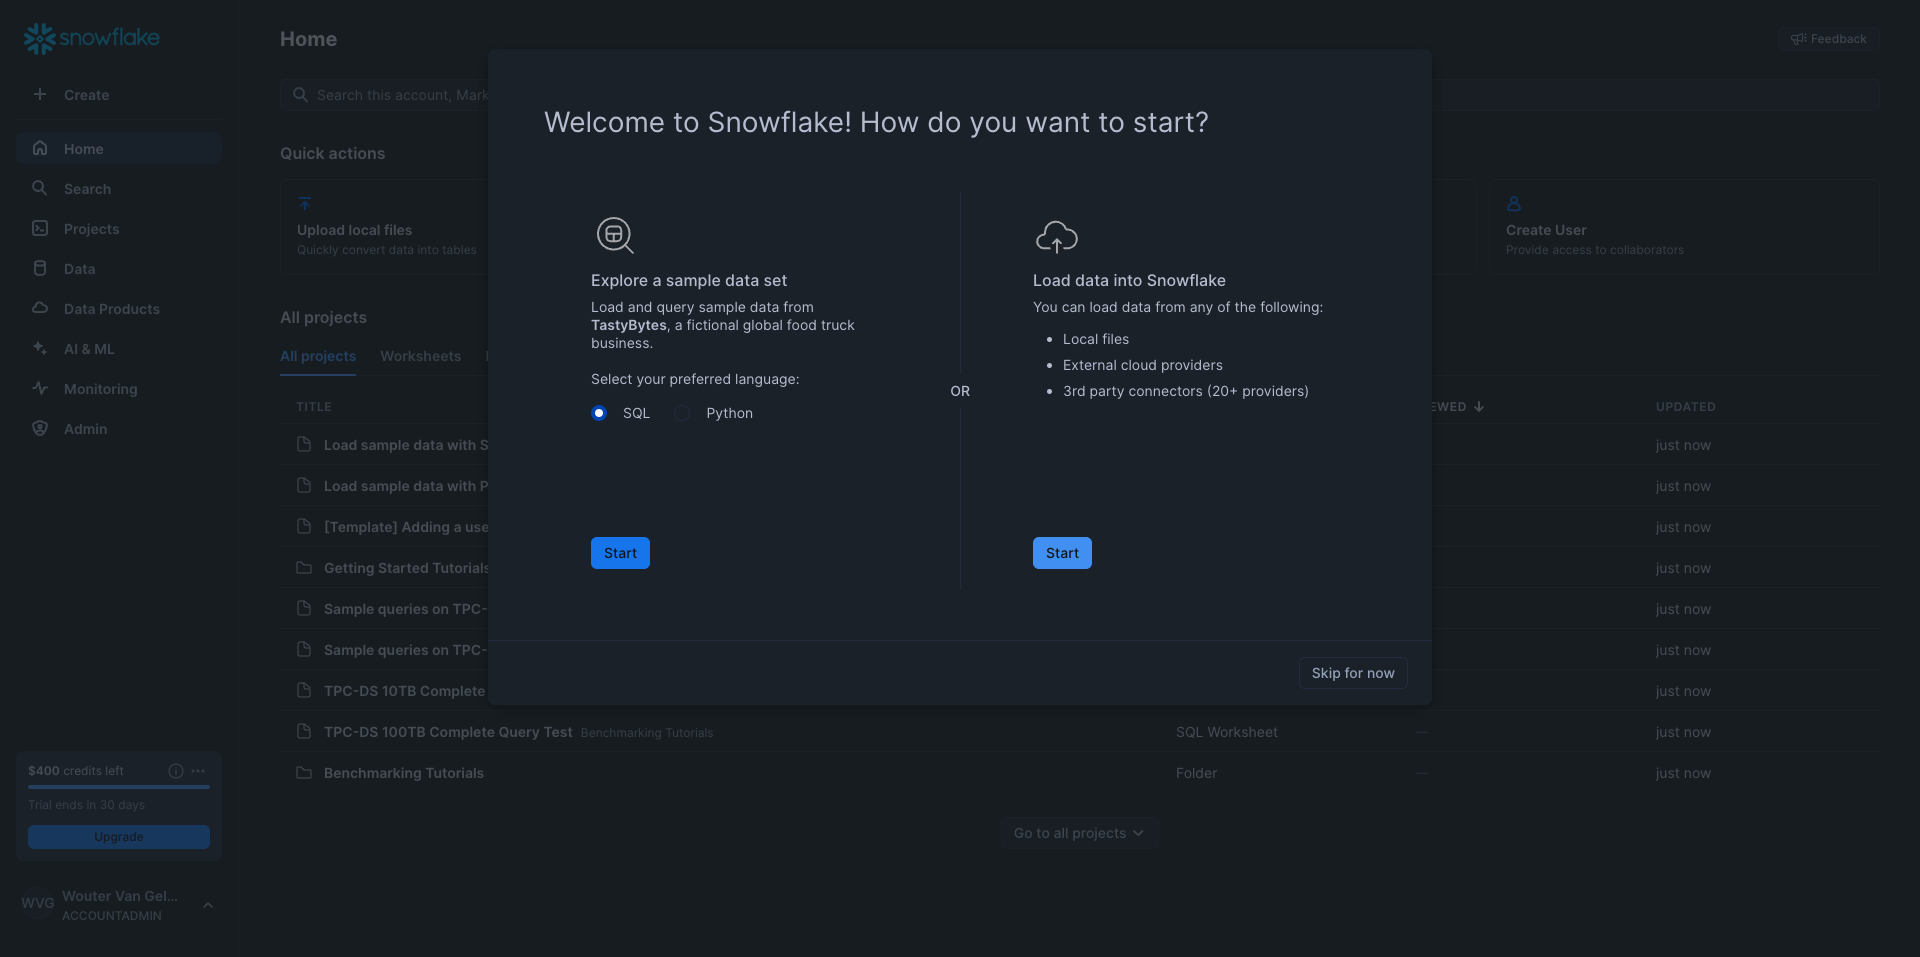 snowflake
Create
Home
Search
Projects
Data
Data Products
AI & ML
Monitoring
Admin
$400 credits left
Trial ends in 30 days
Upgrade
WVG
Wouter Van Gel...
ACCOUNTADMIN
Home
Feedback
Search this account, Mark
Quick actions
Upload local files
Quickly convert data into tables
Create User
Provide access to collaborators
All projects
All projects
Worksheets
TITLE
EWED
UPDATED
Load sample data with S
just now
Load sample data with P
just now
[Template] Adding a use
just now
Getting Started Tutorials
just now
Sample queries on TPC-
just now
Sample queries on TPC-
just now
TPC-DS 10TB Complete
just now
TPC-DS 100TB Complete Query Test Benchmarking Tutorials
SQL Worksheet
—
just now
Benchmarking Tutorials
Folder
—
just now
Go to all projects
Welcome to Snowflake! How do you want to start?
Explore a sample data set
Load and query sample data from
TastyBytes, a fictional global food truck
business.
Select your preferred language:
SQL
Python
Start
OR
Load data into Snowflake
You can load data from any of the following:
• Local files
• External cloud providers
• 3rd party connectors (20+ providers)
Start
Skip for now